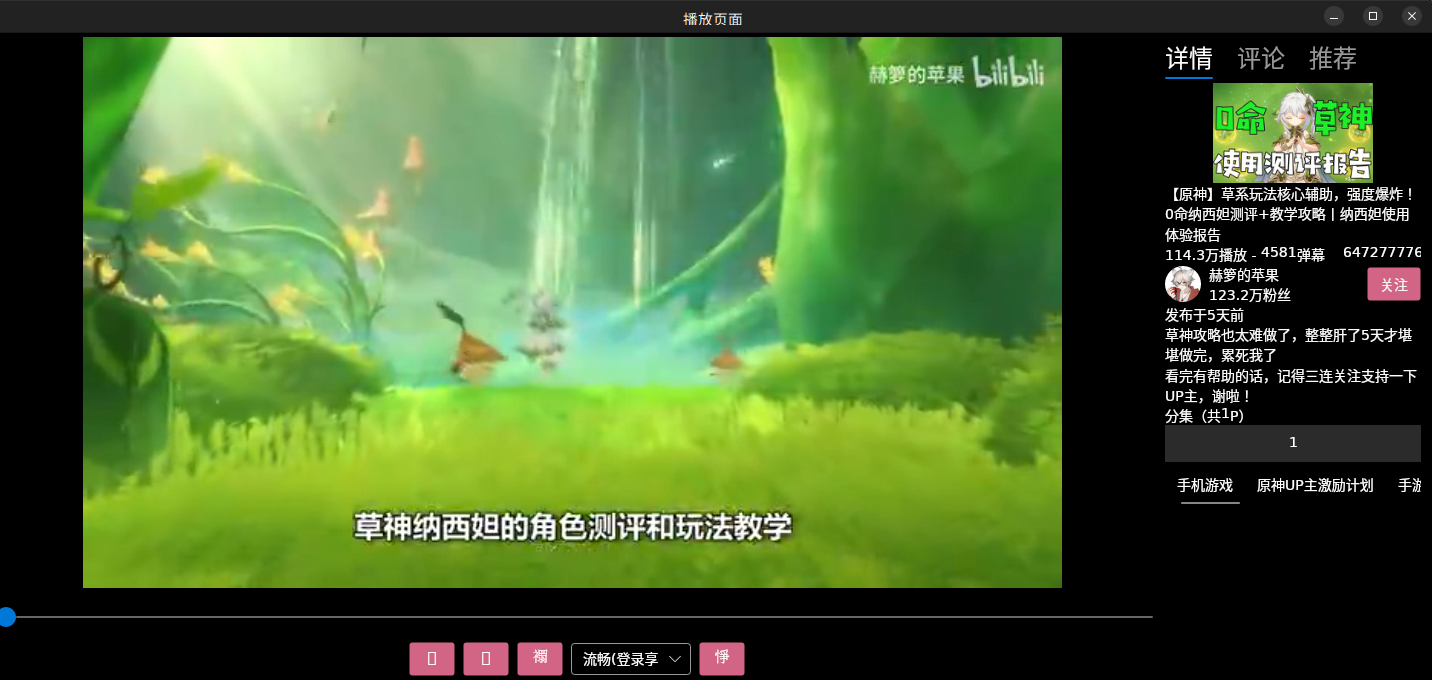 播放页面
详情 评论 推荐
赫箩的苹果 bilibili
0命 草神
使用测评报告
【原神】草系玩法核心辅助，强度爆炸！
0命纳西妲测评+教学攻略丨纳西妲使用
体验报告
114.3万播放 - 4581弹幕 647277776
赫箩的苹果
123.2万粉丝
关注
发布于5天前
草神攻略也太难做了，整整肝了5天才堪
堪做完，累死我了
看完有帮助的话，记得三连关注支持一下
UP主，谢啦！
分集（共1P）
1
手机游戏 原神UP主激励计划 手游
草神纳西妲的角色测评和玩法教学
流畅(登录享